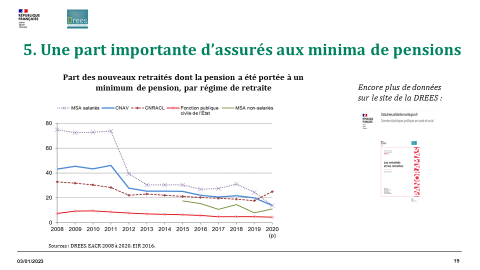 RÉPUBLIQUE
FRANÇAISE
Drees
5. Une part importante d’assurés aux minima de pensions
Part des nouveaux retraités dont la pension a été portée à un
minimum de pension, par régime de retraite
MSA salariés
CNAV
CNRACL
Fonction publique
civile de l'État
MSA non-salariés
80
60
40
20
0
2008 2009 2010 2011 2012 2013 2014 2015 2016 2017 2018 2019 2020
(p)
Sources : DREES, EACR 2008 à 2020; EIR 2016.
Encore plus de données
sur le site de la DREES :
Les retraités
et les retraites
PANORAMAS
03/01/2023
19